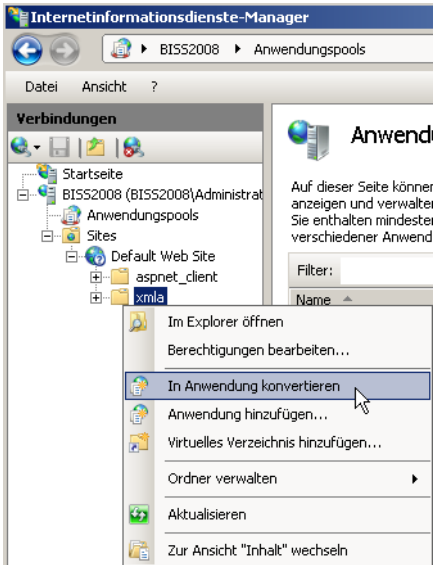 Internetinformationsdienste-Manager
BISS2008 Anwendungspools
Datei Ansicht ?
Verbindungen
Startseite
BISS2008 (BISS2008\Administrat
Anwendungspools
Sites
Default Web Site
aspnet_client
xmla
Anwendu
Auf dieser Seite können
anzeigen und verwalten
Sie enthalten mindester
verschiedener Anwend
Filter:
Name
Im Explorer öffnen
Berechtigungen bearbeiten...
In Anwendung konvertieren
Anwendung hinzufügen...
Virtuelles Verzeichnis hinzufügen...
Ordner verwalten
Aktualisieren
Zur Ansicht "Inhalt" wechseln